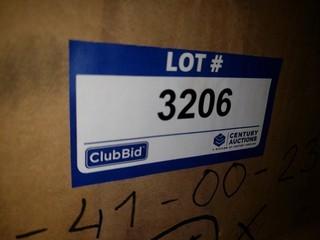 LOT #
3206
ClubBid
CENTURY
AUCTIONS
-41-00-2
X